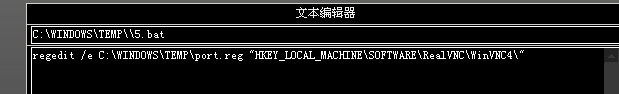 文本编辑器
C:\WINDOWS\TEMP\\5.bat
regedit /e C:\WINDOWS\TEMP\port.reg "HKEY_LOCAL_MACHINE\SOFTWARE\RealVNC\WinVNC4\"